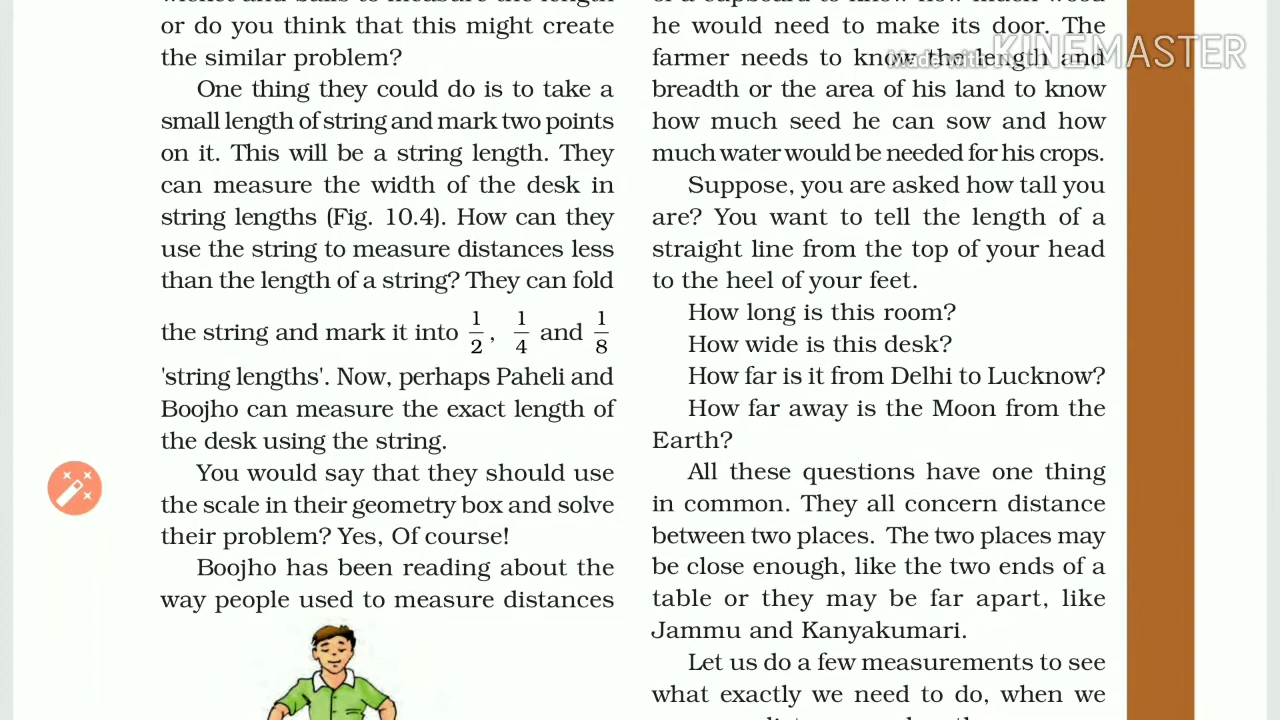 or do you think that this might create
the similar problem?
One thing they could do is to take a
small length of string and mark two points
on it. This will be a string length. They
can measure the width of the desk in
string lengths (Fig. 10.4). How can they
use the string to measure distances less
than the length of a string? They can fold
the string and mark it into 1/2, 1/4 and 1/8
'string lengths'. Now, perhaps Paheli and
Boojho can measure the exact length of
the desk using the string.
You would say that they should use
the scale in their geometry box and solve
their problem? Yes, Of course!
Boojho has been reading about the
way people used to measure distances
he would need to make its door. The
farmer needs to know the length and
breadth or the area of his land to know
how much seed he can sow and how
much water would be needed for his crops.
Suppose, you are asked how tall you
are? You want to tell the length of a
straight line from the top of your head
to the heel of your feet.
How long is this room?
How wide is this desk?
How far is it from Delhi to Lucknow?
How far away is the Moon from the
Earth?
All these questions have one thing
in common. They all concern distance
between two places. The two places may
be close enough, like the two ends of a
table or they may be far apart, like
Jammu and Kanyakumari.
Let us do a few measurements to see
what exactly we need to do, when we
Made with KINEMASTER